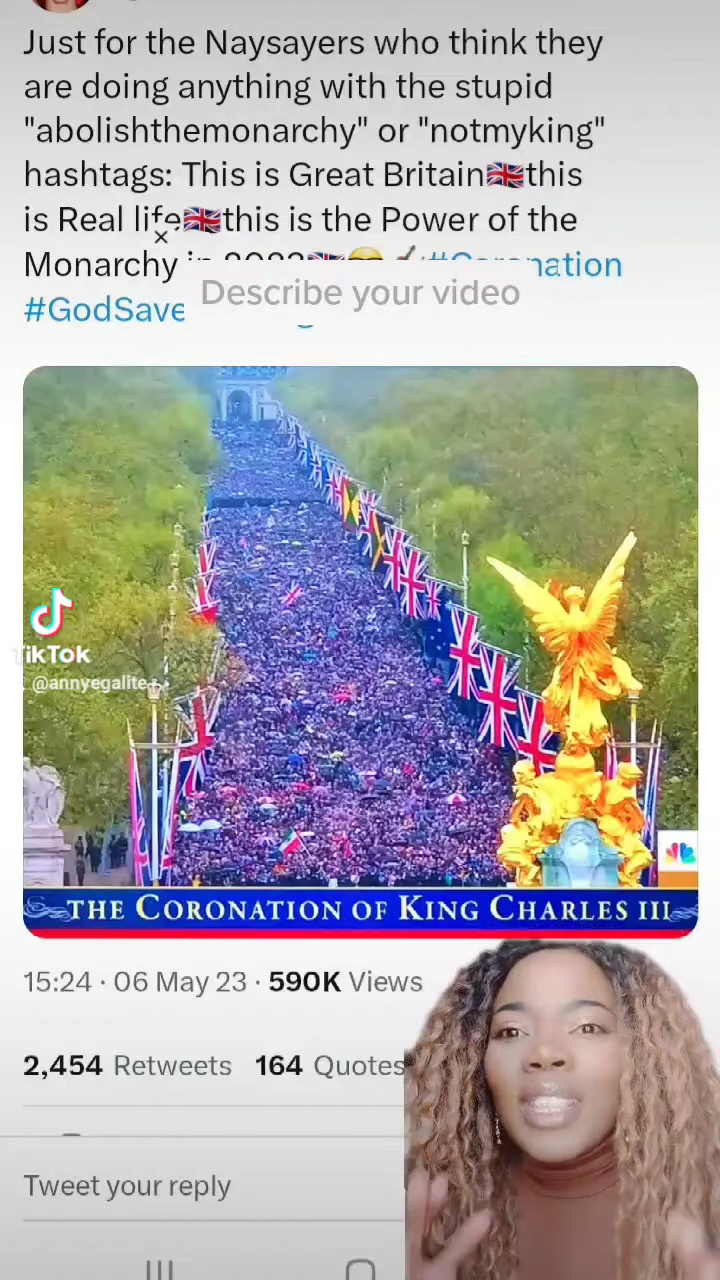 Just for the Naysayers who think they
are doing anything with the stupid
"abolishthemonarchy" or "notmyking"
hashtags: This is Great Britain🇬🇧this
is Real life🇬🇧this is the Power of the
Monarchy in 2023🇬🇧
#GodSave
Describe your video
TikTok
@annyegalite
THE CORONATION OF KING CHARLES III
15:24 · 06 May 23 · 590K Views
2,454 Retweets 164 Quotes
Tweet your reply